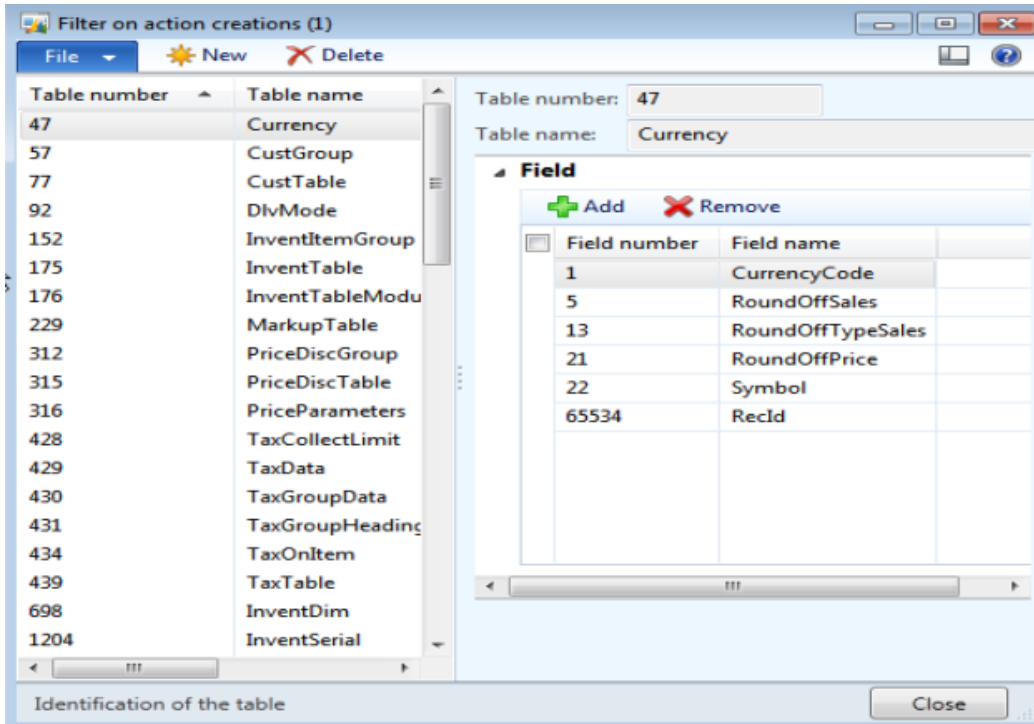 Filter on action creations (1)
File New Delete
Table number Table name
47 Currency
57 CustGroup
77 CustTable
92 DlvMode
152 InventItemGroup
175 InventTable
176 InventTableModu
229 MarkupTable
312 PriceDiscGroup
315 PriceDiscTable
316 PriceParameters
428 TaxCollectLimit
429 TaxData
430 TaxGroupData
431 TaxGroupHeading
434 TaxOnItem
439 TaxTable
698 InventDim
1204 InventSerial
Table number: 47
Table name: Currency
Field
Add Remove
Field number Field name
1 CurrencyCode
5 RoundOffSales
13 RoundOffTypeSales
21 RoundOffPrice
22 Symbol
65534 RecId
Identification of the table
Close